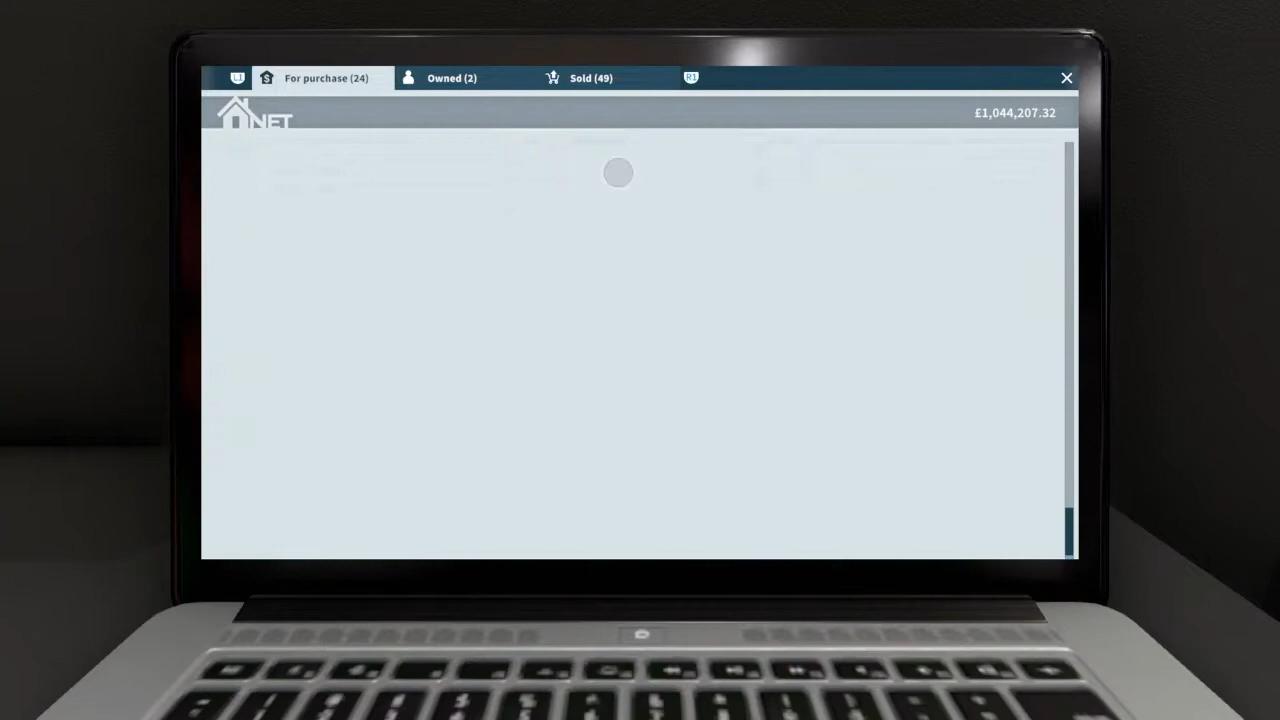 L1 For purchase (24) Owned (2) Sold (49) R1
NET £1,044,207.32